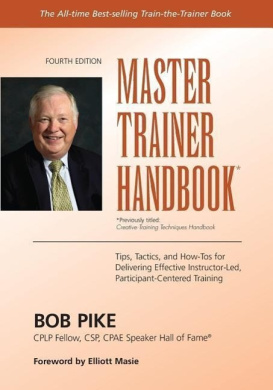 The All-time Best-selling Train-the-Trainer Book
FOURTH EDITION
MASTER
TRAINER
HANDBOOK*
*Previously titled:
Creative Training Techniques Handbook
Tips, Tactics, and How-Tos for
Delivering Effective Instructor-Led,
Participant-Centered Training
BOB PIKE
CPLP Fellow, CSP, CPAE Speaker Hall of Fame®
Foreword by Elliott Masie